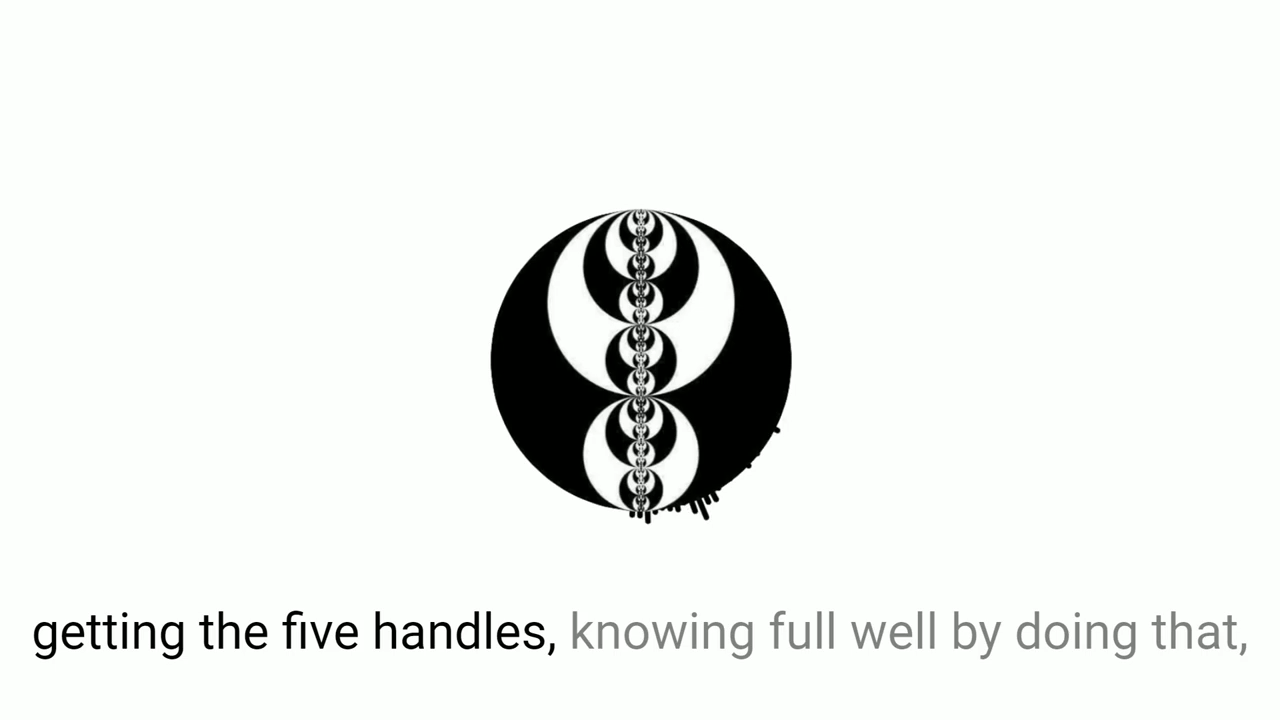 getting the five handles, knowing full well by doing that,